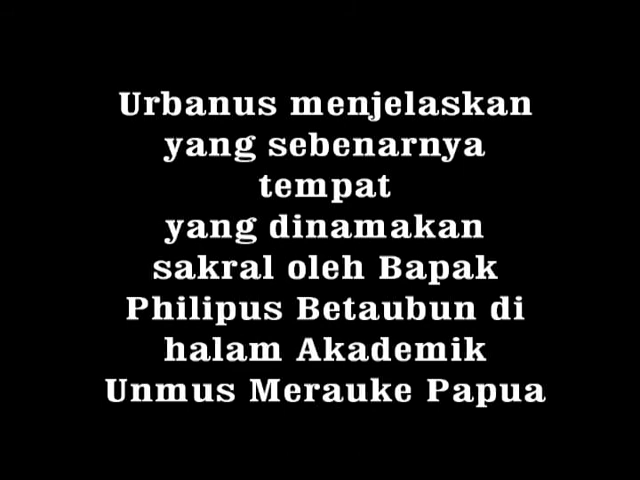 Urbanus menjelaskan
yang sebenarnya
tempat
yang dinamakan
sakral oleh Bapak
Philipus Betaubun di
halam Akademik
Unmus Merauke Papua